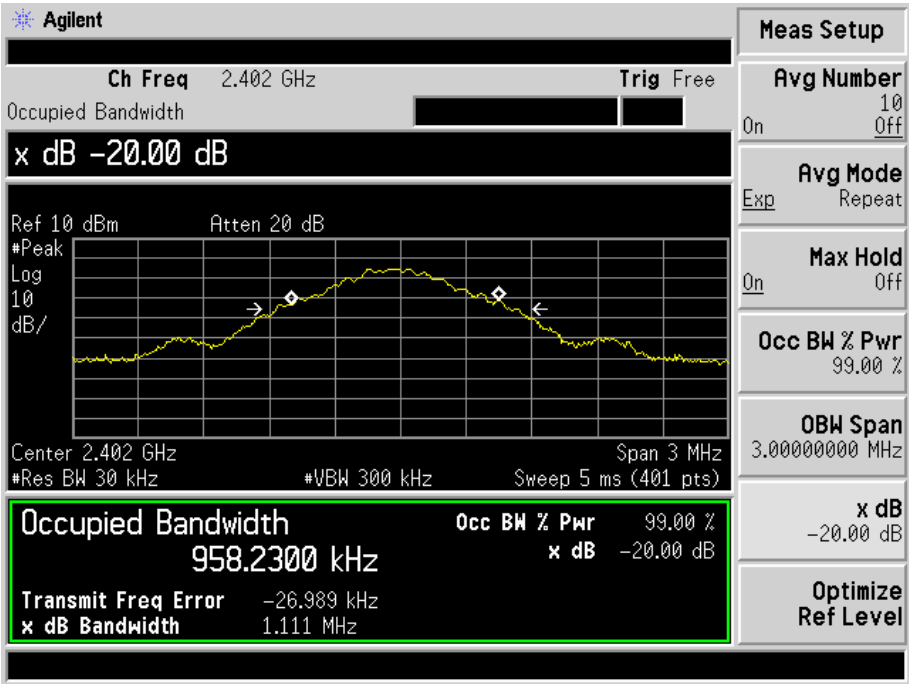 Agilent
Ch Freq 2.402 GHz Trig Free
Occupied Bandwidth
x dB -20.00 dB
Ref 10 dBm Atten 20 dB
#Peak
Log
10
dB/
Center 2.402 GHz Span 3 MHz
#Res BW 30 kHz #VBW 300 kHz Sweep 5 ms (401 pts)
Occupied Bandwidth Occ BW % Pwr 99.00 %
958.2300 kHz x dB -20.00 dB
Transmit Freq Error -26.989 kHz
x dB Bandwidth 1.111 MHz
Meas Setup
Avg Number
10
On Off
Avg Mode
Exp Repeat
Max Hold
On Off
Occ BW % Pwr
99.00 %
OBW Span
3.00000000 MHz
x dB
-20.00 dB
Optimize
Ref Level